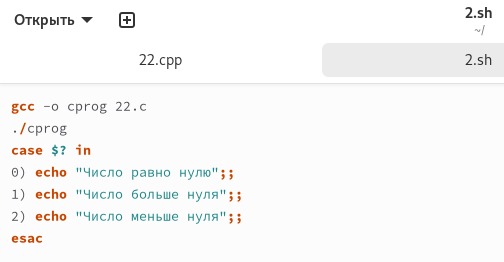 Открыть
2.sh
~/
22.cpp
2.sh
gcc -o cprog 22.c
./cprog
case $? in
0) echo "Число равно нулю";;
1) echo "Число больше нуля";;
2) echo "Число меньше нуля";;
esac